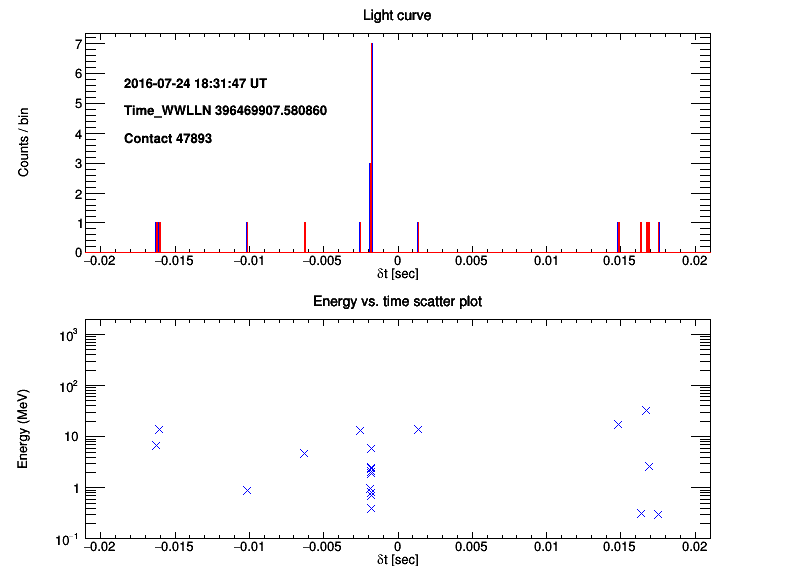 Light curve
Counts / bin
7
6
5
4
3
2
1
0
2016-07-24 18:31:47 UT
Time_WWLLN 396469907.580860
Contact 47893
−0.02 −0.015 −0.01 −0.005 0 0.005 0.01 0.015 0.02
δt [sec]
Energy vs. time scatter plot
Energy (MeV)
10³
10²
10
1
10⁻¹
−0.02 −0.015 −0.01 −0.005 0 0.005 0.01 0.015 0.02
δt [sec]